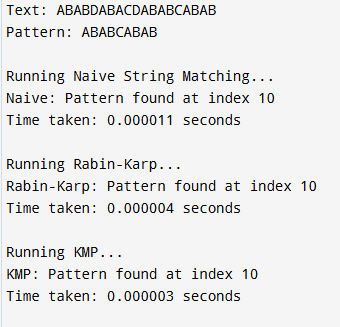 Text: ABABDABACDABABCABAB
Pattern: ABABCABAB
Running Naive String Matching...
Naive: Pattern found at index 10
Time taken: 0.000011 seconds
Running Rabin-Karp...
Rabin-Karp: Pattern found at index 10
Time taken: 0.000004 seconds
Running KMP...
KMP: Pattern found at index 10
Time taken: 0.000003 seconds